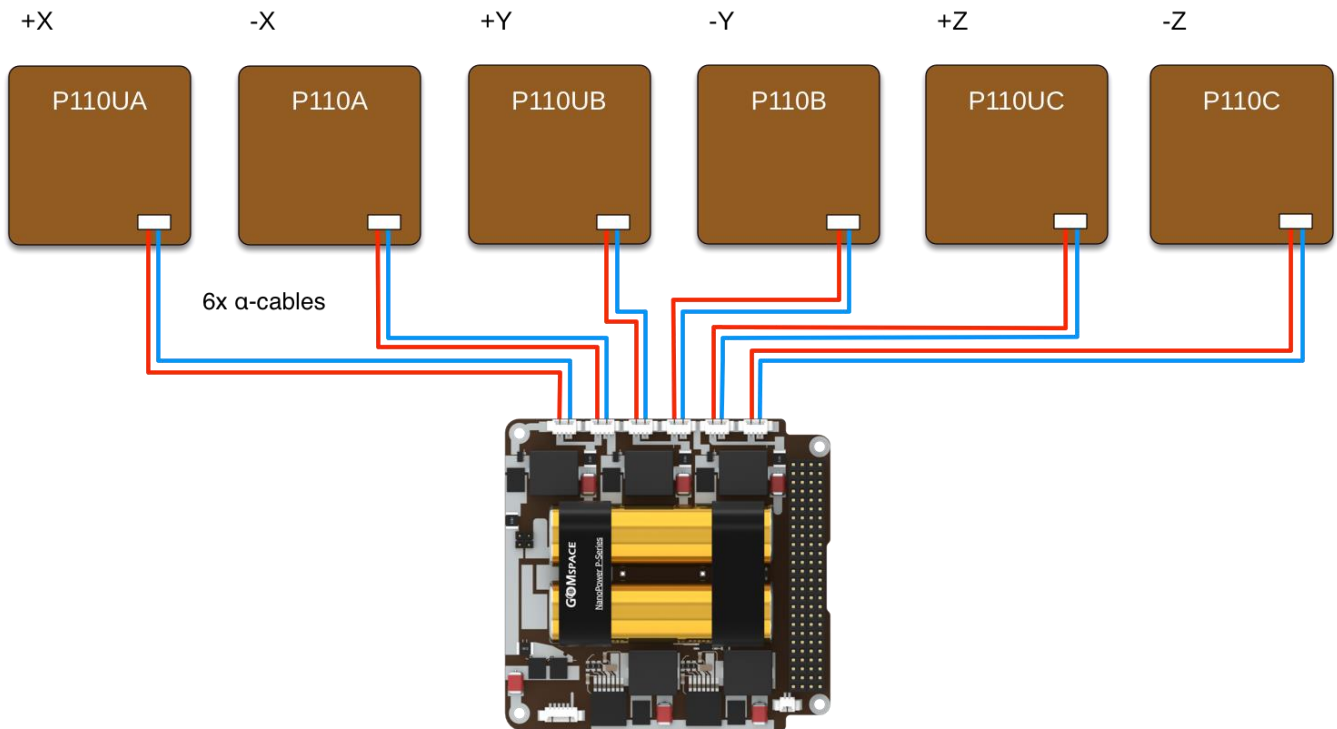 +X
-X
+Y
-Y
+Z
-Z
P110UA
P110A
P110UB
P110B
P110UC
P110C
6x α-cables
GOMSPACE
NanoPower P-Series